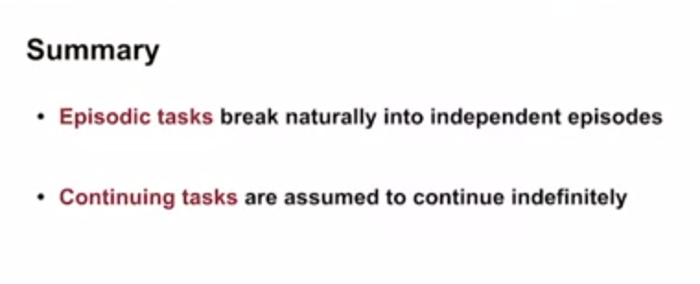 Summary
• Episodic tasks break naturally into independent episodes
• Continuing tasks are assumed to continue indefinitely